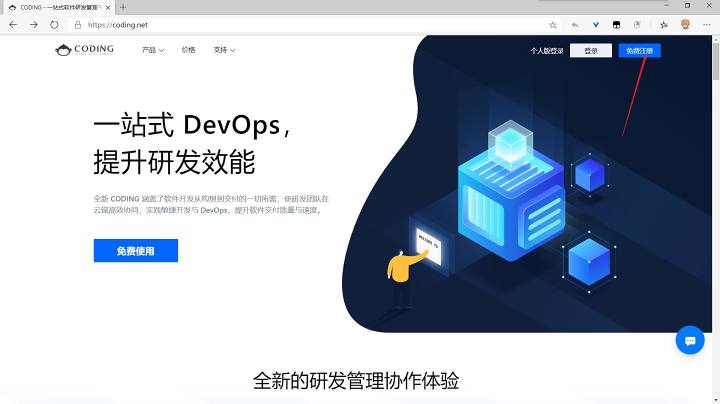 CODING - 一站式软件研发管理
https://coding.net
CODING
产品
价格
支持
个人版登录
登录
免费注册
一站式 DevOps，
提升研发效能
全新 CODING 涵盖了软件开发从构想到交付的一切所需，使研发团队在
云端高效协同，实践敏捷开发与 DevOps，提升软件交付质量与速度。
免费使用
WELCOME TO
全新的研发管理协作体验